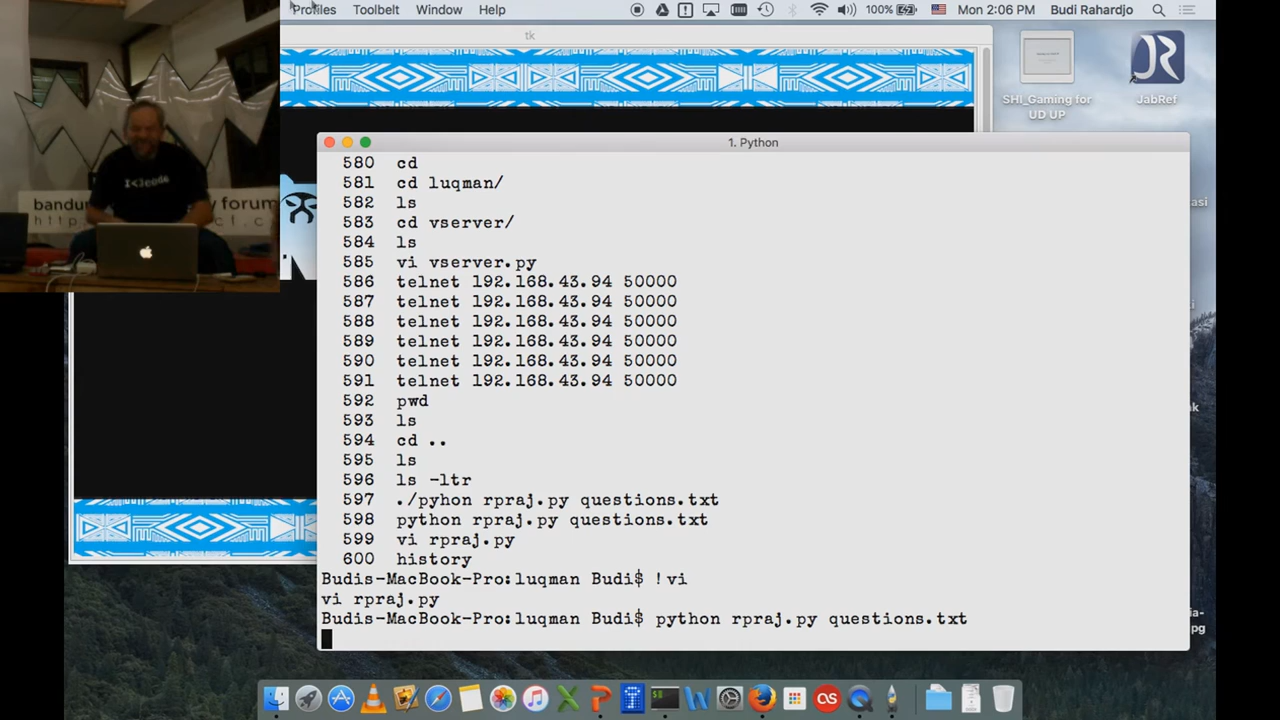 Profiles Toolbelt Window Help 100% Mon 2:06 PM Budi Rahardjo
tk
SHI_Gaming for
UD UP
JabRef
I<3code
forum
1. Python
580 cd
581 cd luqman/
582 ls
583 cd vserver/
584 ls
585 vi vserver.py
586 telnet 192.168.43.94 50000
587 telnet 192.168.43.94 50000
588 telnet 192.168.43.94 50000
589 telnet 192.168.43.94 50000
590 telnet 192.168.43.94 50000
591 telnet 192.168.43.94 50000
592 pwd
593 ls
594 cd ..
595 ls
596 ls -ltr
597 ./pyhon rpraj.py questions.txt
598 python rpraj.py questions.txt
599 vi rpraj.py
600 history
Budis-MacBook-Pro:luqman Budi$ !vi
vi rpraj.py
Budis-MacBook-Pro:luqman Budi$ python rpraj.py questions.txt